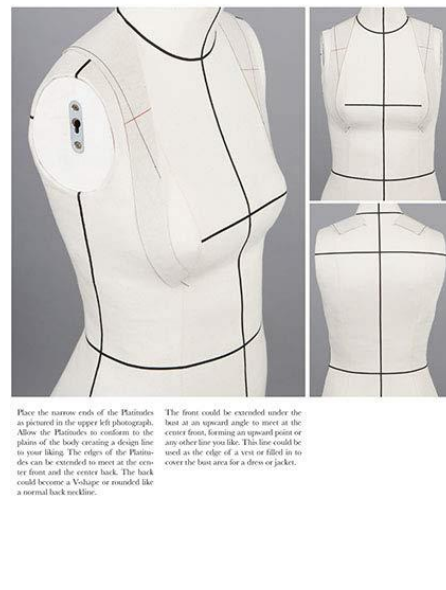 Place the narrow ends of the Platitudes
as pictured in the upper left photograph.
Allow the Platitudes to conform to the
plains of the body creating a design line
to your liking. The edges of the Platitu-
des can be extended to meet at the cen-
ter front and the center back. The back
could become a V-shape or rounded like
a normal back neckline.
The front could be extended under the
bust at an upward angle to meet at the
center front, forming an upward point or
any other line you like. This line could be
used as the edge of a vest or filled in to
cover the bust area for a dress or jacket.